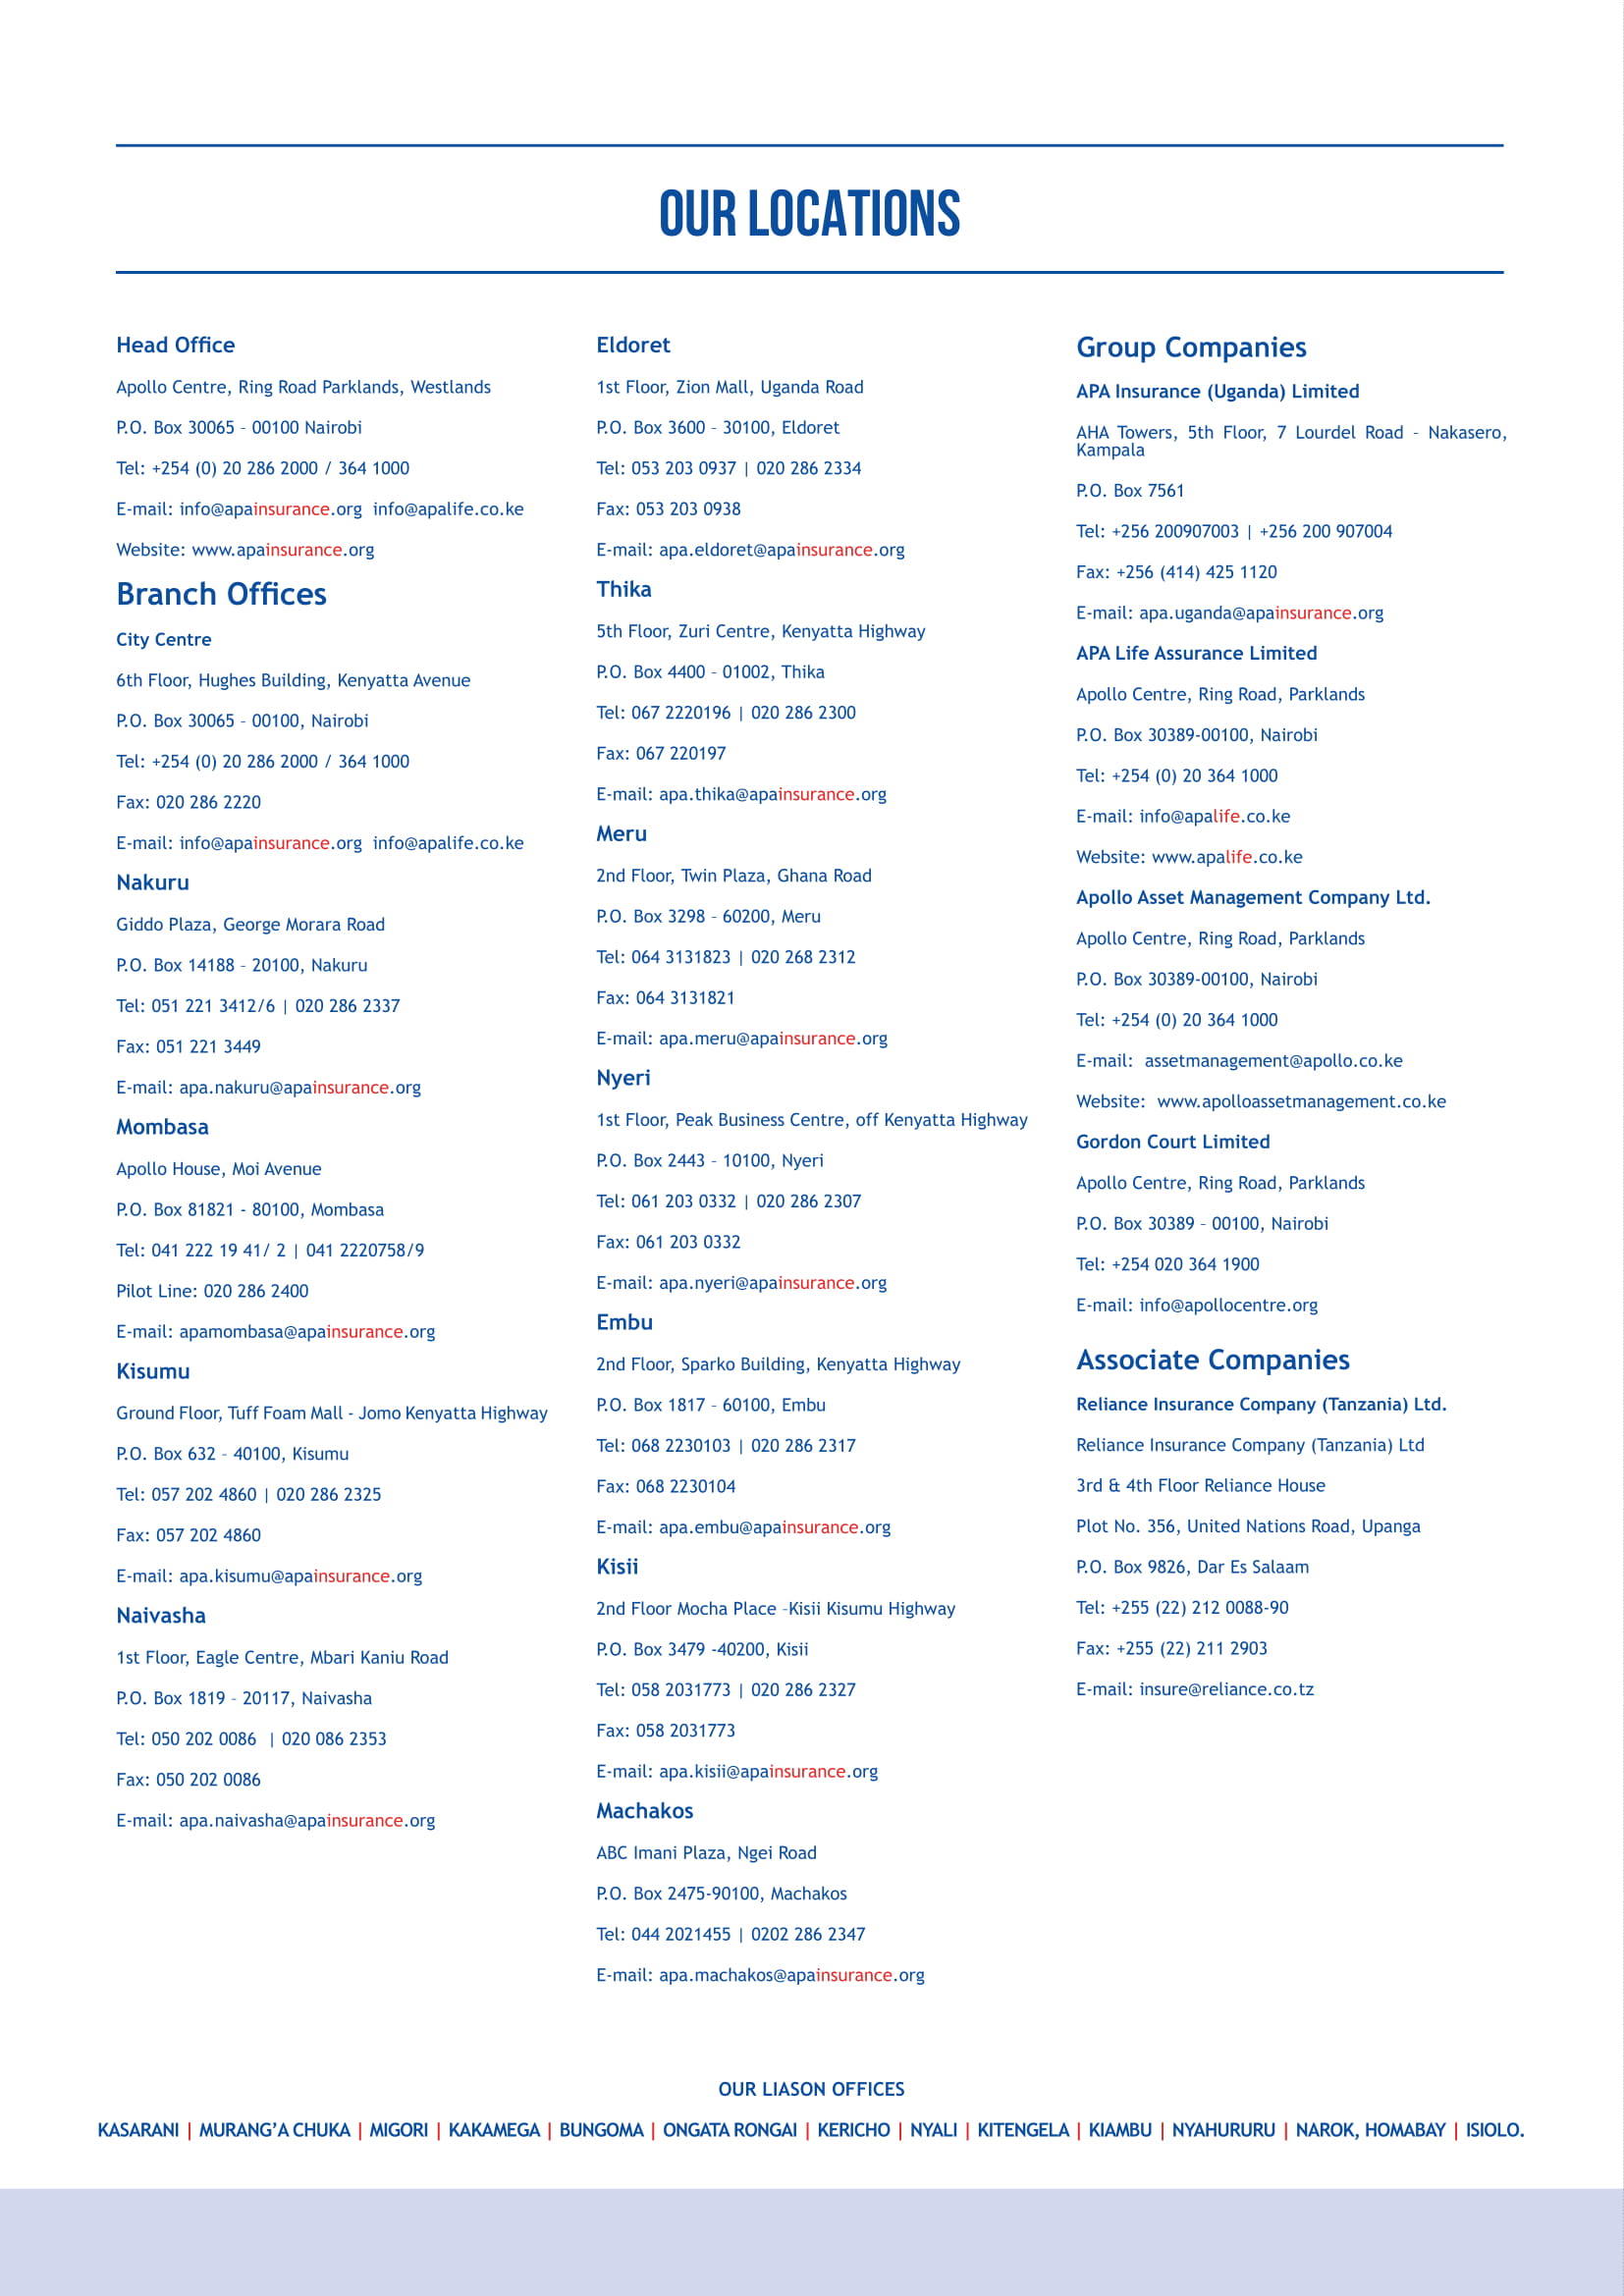 OUR LOCATIONS
Head Office
Apollo Centre, Ring Road Parklands, Westlands
P.O. Box 30065 – 00100 Nairobi
Tel: +254 (0) 20 286 2000 / 364 1000
E-mail: info@apainsurance.org  info@apalife.co.ke
Website: www.apainsurance.org
Branch Offices
City Centre
6th Floor, Hughes Building, Kenyatta Avenue
P.O. Box 30065 – 00100, Nairobi
Tel: +254 (0) 20 286 2000 / 364 1000
Fax: 020 286 2220
E-mail: info@apainsurance.org  info@apalife.co.ke
Nakuru
Giddo Plaza, George Morara Road
P.O. Box 14188 – 20100, Nakuru
Tel: 051 221 3412/6 | 020 286 2337
Fax: 051 221 3449
E-mail: apa.nakuru@apainsurance.org
Mombasa
Apollo House, Moi Avenue
P.O. Box 81821 - 80100, Mombasa
Tel: 041 222 19 41/ 2 | 041 2220758/9
Pilot Line: 020 286 2400
E-mail: apamombasa@apainsurance.org
Kisumu
Ground Floor, Tuff Foam Mall - Jomo Kenyatta Highway
P.O. Box 632 – 40100, Kisumu
Tel: 057 202 4860 | 020 286 2325
Fax: 057 202 4860
E-mail: apa.kisumu@apainsurance.org
Naivasha
1st Floor, Eagle Centre, Mbari Kaniu Road
P.O. Box 1819 – 20117, Naivasha
Tel: 050 202 0086  | 020 086 2353
Fax: 050 202 0086
E-mail: apa.naivasha@apainsurance.org
Eldoret
1st Floor, Zion Mall, Uganda Road
P.O. Box 3600 – 30100, Eldoret
Tel: 053 203 0937 | 020 286 2334
Fax: 053 203 0938
E-mail: apa.eldoret@apainsurance.org
Thika
5th Floor, Zuri Centre, Kenyatta Highway
P.O. Box 4400 – 01002, Thika
Tel: 067 2220196 | 020 286 2300
Fax: 067 220197
E-mail: apa.thika@apainsurance.org
Meru
2nd Floor, Twin Plaza, Ghana Road
P.O. Box 3298 – 60200, Meru
Tel: 064 3131823 | 020 268 2312
Fax: 064 3131821
E-mail: apa.meru@apainsurance.org
Nyeri
1st Floor, Peak Business Centre, off Kenyatta Highway
P.O. Box 2443 – 10100, Nyeri
Tel: 061 203 0332 | 020 286 2307
Fax: 061 203 0332
E-mail: apa.nyeri@apainsurance.org
Embu
2nd Floor, Sparko Building, Kenyatta Highway
P.O. Box 1817 – 60100, Embu
Tel: 068 2230103 | 020 286 2317
Fax: 068 2230104
E-mail: apa.embu@apainsurance.org
Kisii
2nd Floor Mocha Place –Kisii Kisumu Highway
P.O. Box 3479 -40200, Kisii
Tel: 058 2031773 | 020 286 2327
Fax: 058 2031773
E-mail: apa.kisii@apainsurance.org
Machakos
ABC Imani Plaza, Ngei Road
P.O. Box 2475-90100, Machakos
Tel: 044 2021455 | 0202 286 2347
E-mail: apa.machakos@apainsurance.org
Group Companies
APA Insurance (Uganda) Limited
AHA Towers, 5th Floor, 7 Lourdel Road – Nakasero,
Kampala
P.O. Box 7561
Tel: +256 200907003 | +256 200 907004
Fax: +256 (414) 425 1120
E-mail: apa.uganda@apainsurance.org
APA Life Assurance Limited
Apollo Centre, Ring Road, Parklands
P.O. Box 30389-00100, Nairobi
Tel: +254 (0) 20 364 1000
E-mail: info@apalife.co.ke
Website: www.apalife.co.ke
Apollo Asset Management Company Ltd.
Apollo Centre, Ring Road, Parklands
P.O. Box 30389-00100, Nairobi
Tel: +254 (0) 20 364 1000
E-mail:  assetmanagement@apollo.co.ke
Website:  www.apolloassetmanagement.co.ke
Gordon Court Limited
Apollo Centre, Ring Road, Parklands
P.O. Box 30389 – 00100, Nairobi
Tel: +254 020 364 1900
E-mail: info@apollocentre.org
Associate Companies
Reliance Insurance Company (Tanzania) Ltd.
Reliance Insurance Company (Tanzania) Ltd
3rd & 4th Floor Reliance House
Plot No. 356, United Nations Road, Upanga
P.O. Box 9826, Dar Es Salaam
Tel: +255 (22) 212 0088-90
Fax: +255 (22) 211 2903
E-mail: insure@reliance.co.tz
OUR LIASON OFFICES
KASARANI | MURANG’A CHUKA | MIGORI | KAKAMEGA | BUNGOMA | ONGATA RONGAI | KERICHO | NYALI | KITENGELA | KIAMBU | NYAHURURU | NAROK, HOMABAY | ISIOLO.